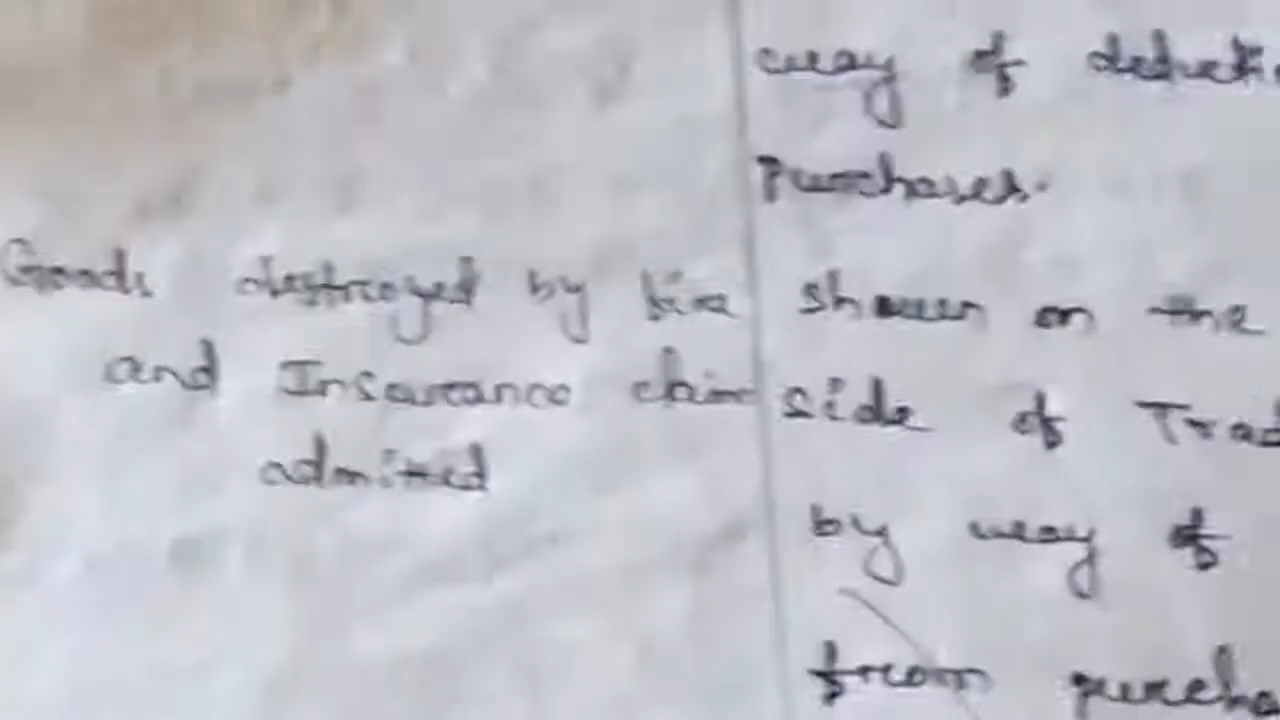 way of deducti
Purchases.
Goods destroyed by fire
and Insurance claim
admitted
shown on the
side of Trad
by way of
from purcha